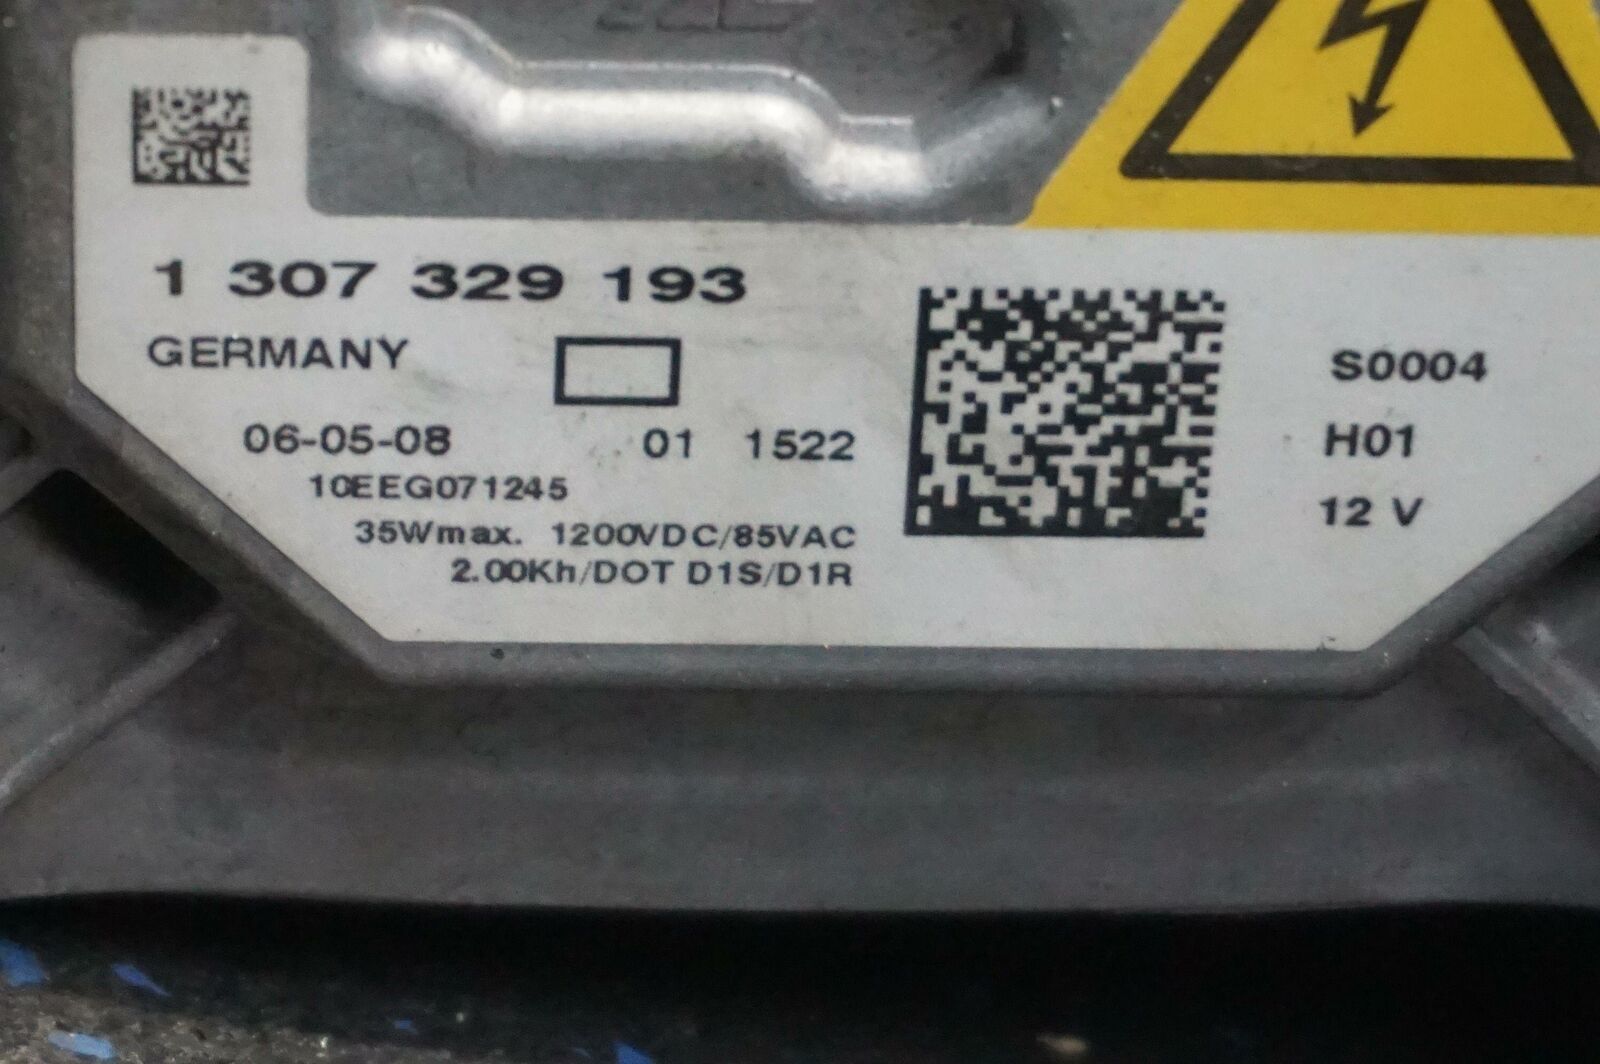 1 307 329 193
GERMANY
06-05-08 01 1522
10EEG071245
35Wmax. 1200VDC/85VAC
2.00Kh/DOT D1S/D1R
S0004
H01
12 V